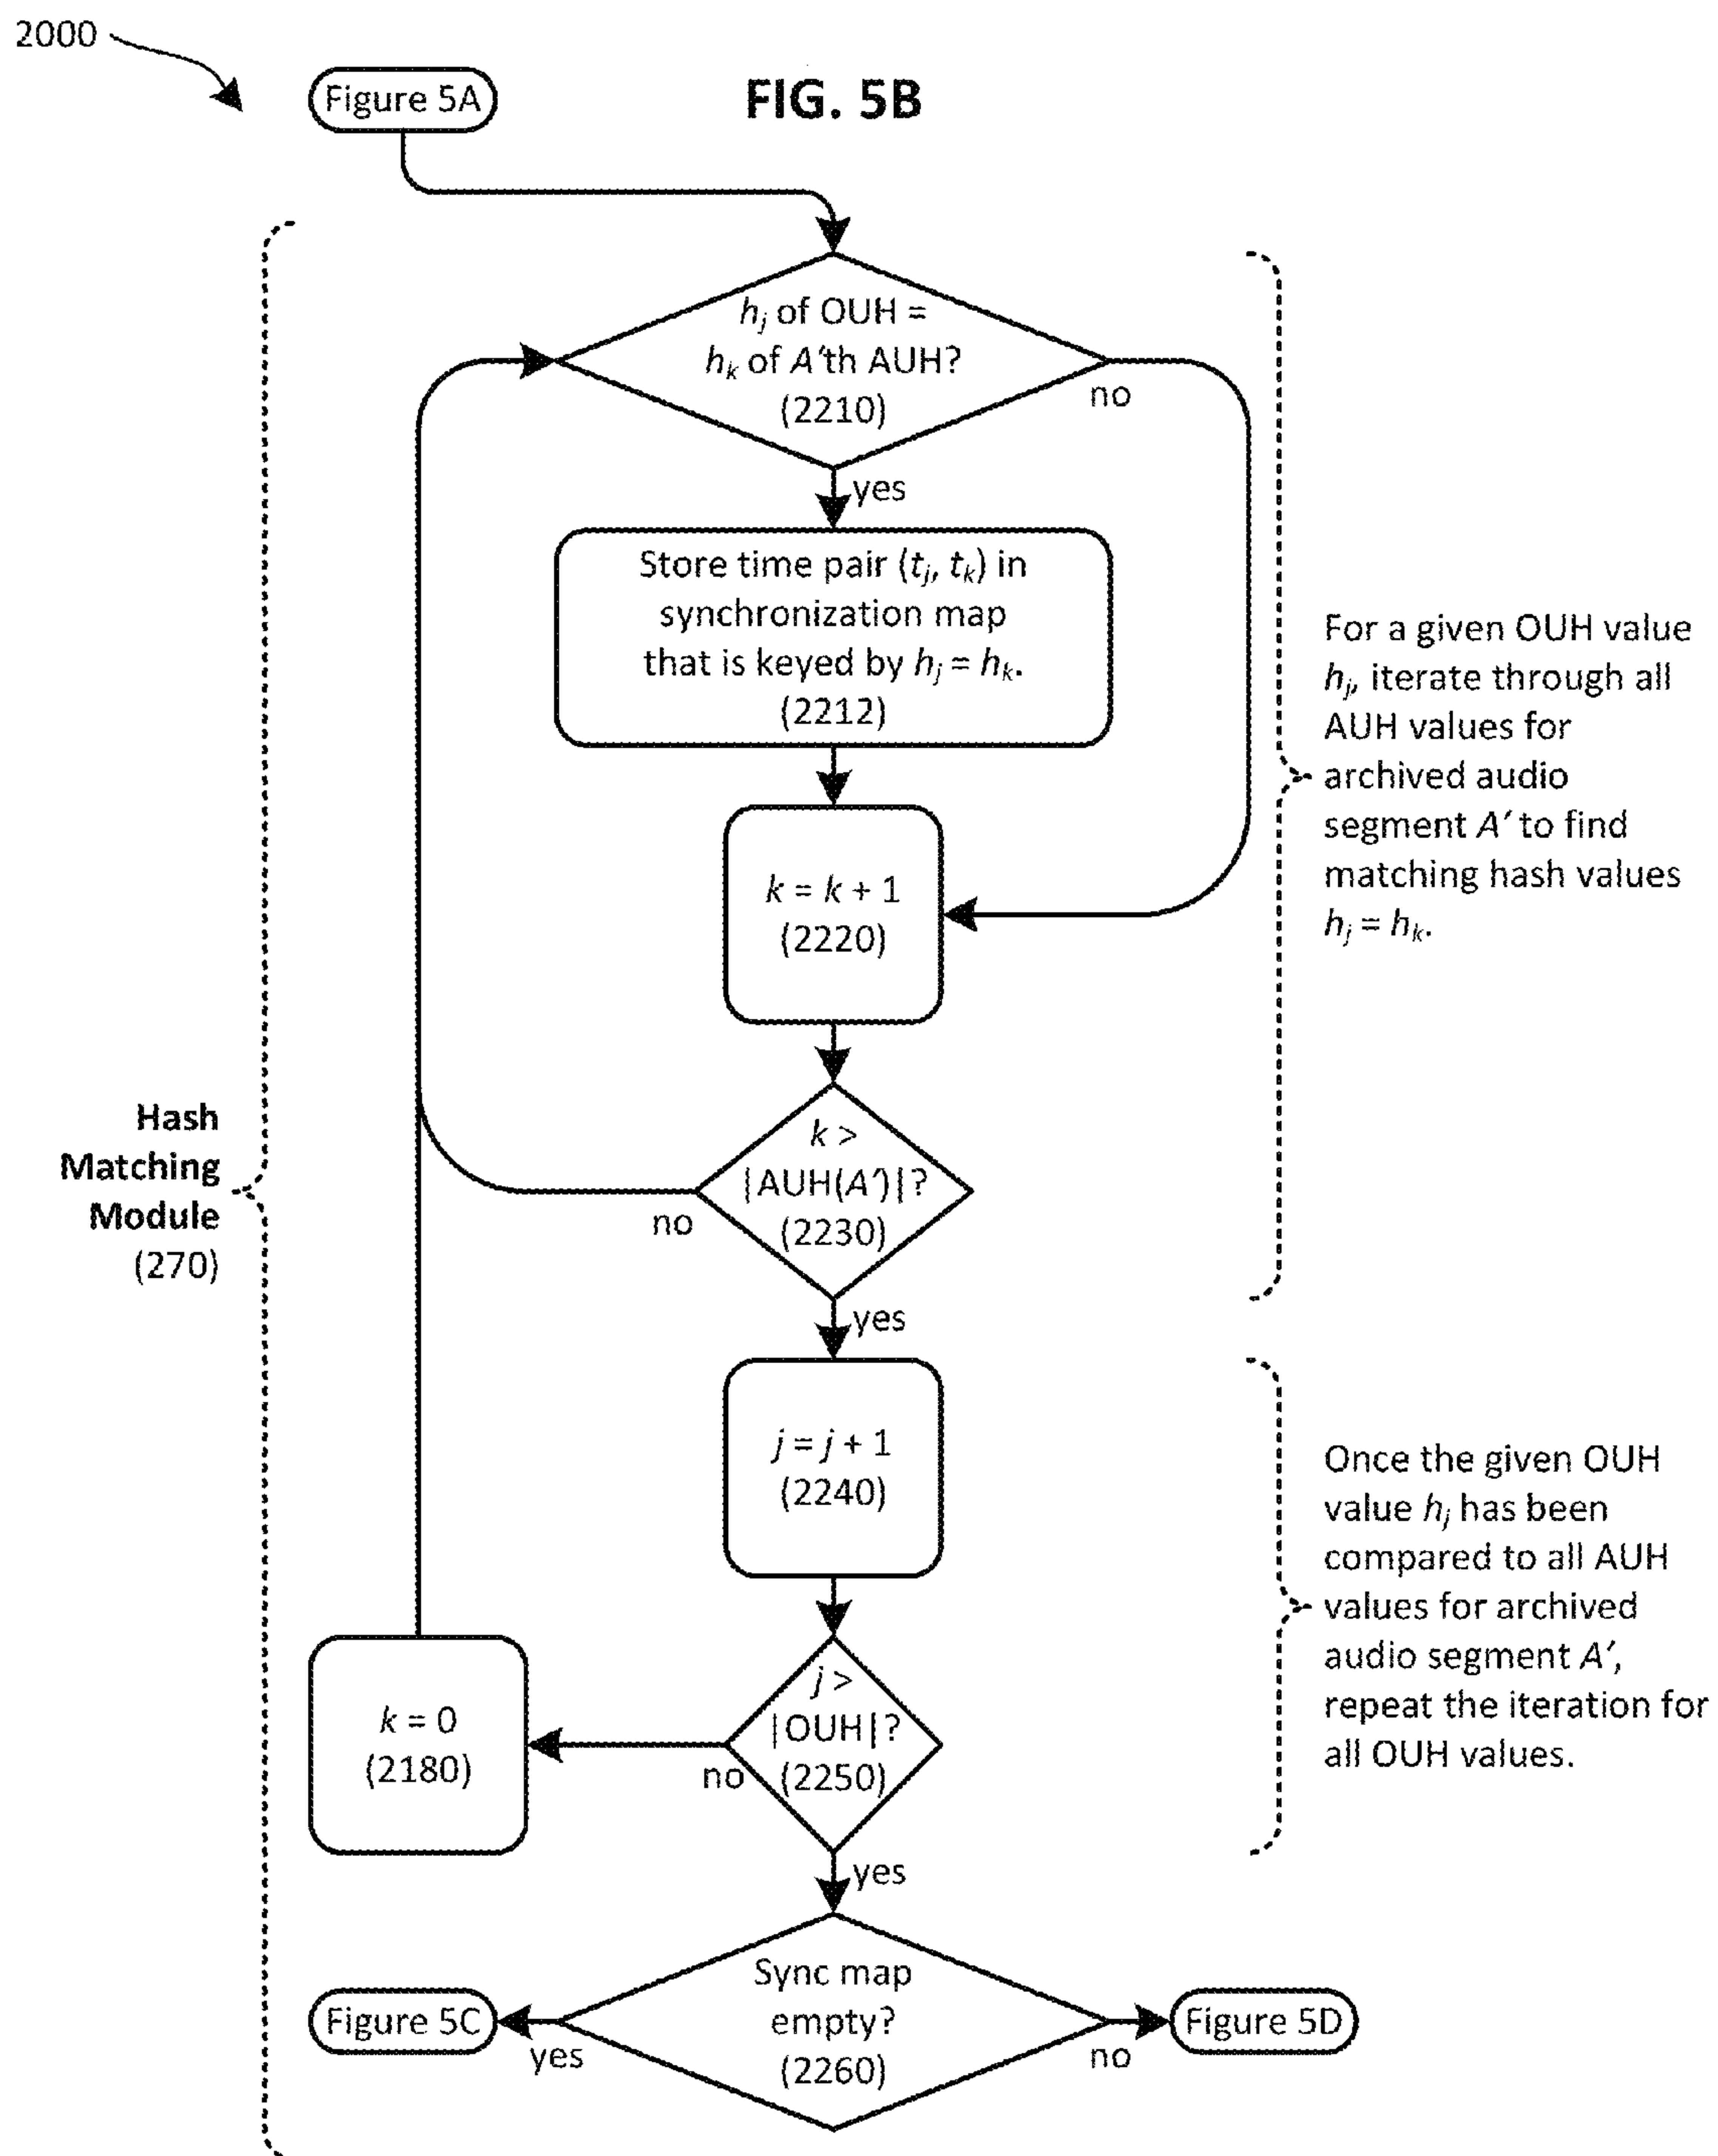 2000
Figure 5A
FIG. 5B
hj of OUH =
hk of A′th AUH?
(2210)
no
yes
Store time pair (tj, tk) in
synchronization map
that is keyed by hj = hk.
(2212)
For a given OUH value
hj, iterate through all
AUH values for
archived audio
segment A′ to find
matching hash values
hj = hk.
k = k + 1
(2220)
Hash
Matching
Module
(270)
k >
|AUH(A′)|?
(2230)
no
yes
j = j + 1
(2240)
Once the given OUH
value hj has been
compared to all AUH
values for archived
audio segment A′,
repeat the iteration for
all OUH values.
k = 0
(2180)
j >
|OUH|?
(2250)
no
yes
Sync map
empty?
(2260)
Figure 5C
yes
Figure 5D
no